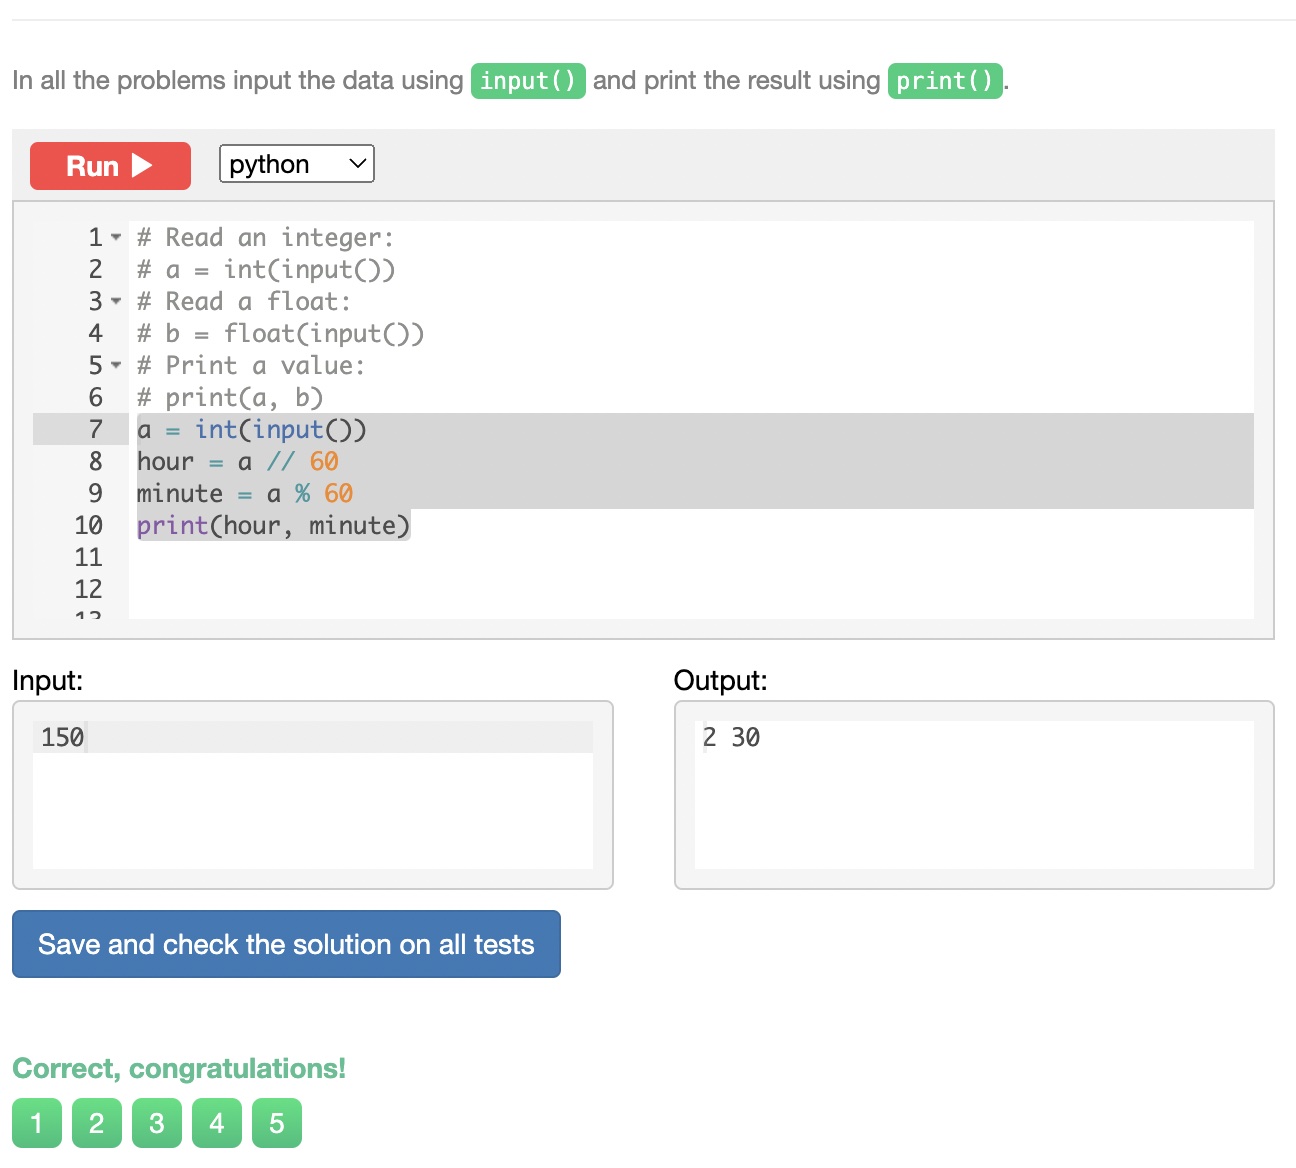 In all the problems input the data using input() and print the result using print().
Run
python
1 # Read an integer:
2 # a = int(input())
3 # Read a float:
4 # b = float(input())
5 # Print a value:
6 # print(a, b)
7 a = int(input())
8 hour = a // 60
9 minute = a % 60
10 print(hour, minute)
11
12
13
Input:
150
Output:
2 30
Save and check the solution on all tests
Correct, congratulations!
1 2 3 4 5